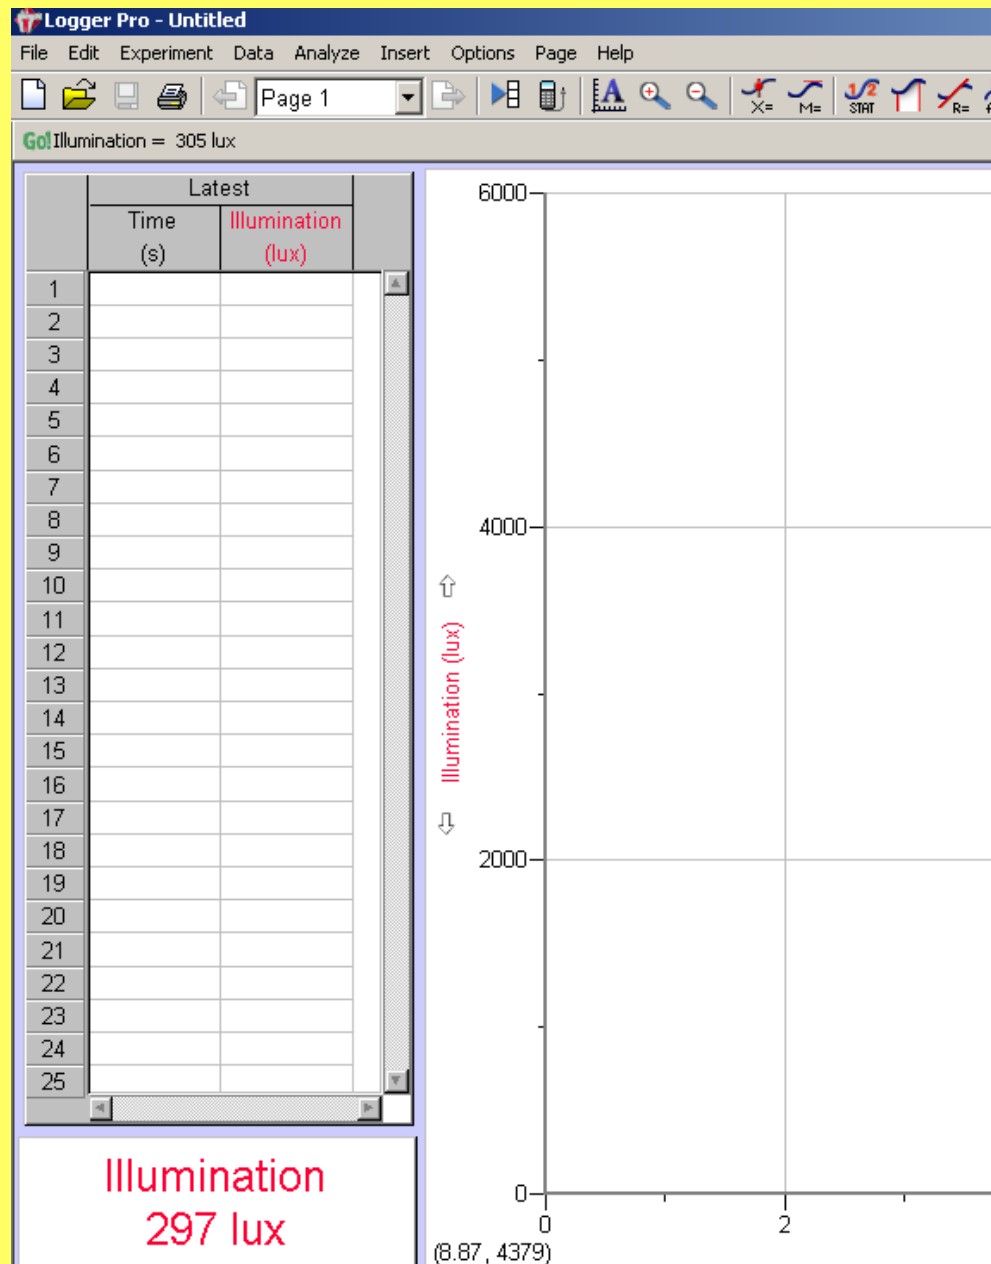 Logger Pro - Untitled
File Edit Experiment Data Analyze Insert Options Page Help
Page 1
X=
M=
1/2
STAT
R=
Go! Illumination = 305 lux
Latest
Time
(s)
Illumination
(lux)
1
2
3
4
5
6
7
8
9
10
11
12
13
14
15
16
17
18
19
20
21
22
23
24
25
Illumination
297 lux
6000
4000
2000
0
Illumination (lux)
0 2
(8.87, 4379)